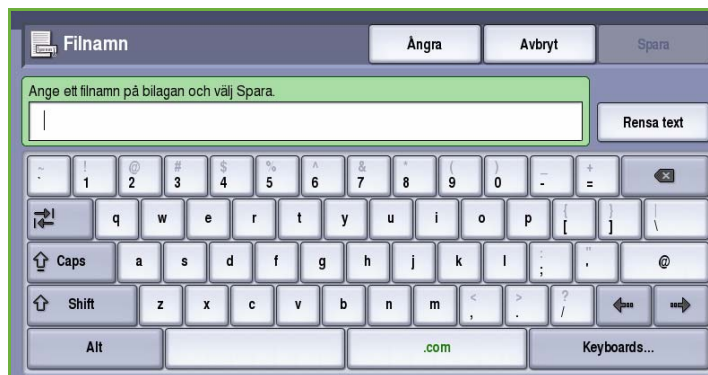 Filnamn Ångra Avbryt Spara
Ange ett filnamn på bilagan och välj Spara.
Rensa text
~ ! @ # $ % ^ & * ( ) _ +
` 1 2 3 4 5 6 7 8 9 0 - =
q w e r t y u i o p { [ } ] | \
Caps a s d f g h j k l : ; " ' @
Shift z x c v b n m < , > . ? /
Alt .com Keyboards...